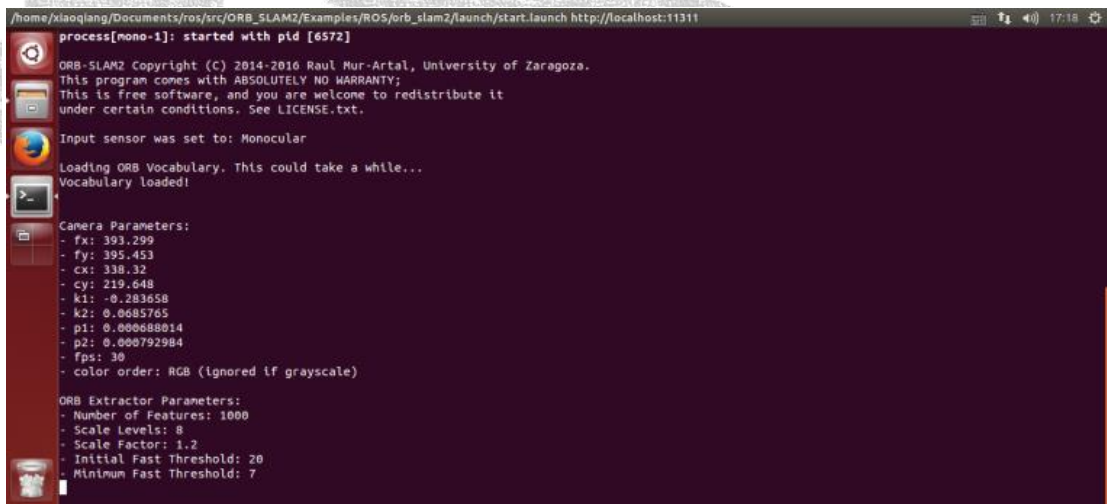 /home/xiaoqiang/Documents/ros/src/ORB_SLAM2/Examples/ROS/orb_slam2/launch/start.launch http://localhost:11311
17:18
process[mono-1]: started with pid [6572]
ORB-SLAM2 Copyright (C) 2014-2016 Raul Mur-Artal, University of Zaragoza.
This program comes with ABSOLUTELY NO WARRANTY;
This is free software, and you are welcome to redistribute it
under certain conditions. See LICENSE.txt.
Input sensor was set to: Monocular
Loading ORB Vocabulary. This could take a while...
Vocabulary loaded!
Camera Parameters:
- fx: 393.299
- fy: 395.453
- cx: 338.32
- cy: 219.648
- k1: -0.283658
- k2: 0.0685765
- p1: 0.000688014
- p2: 0.000792984
- fps: 30
- color order: RGB (ignored if grayscale)
ORB Extractor Parameters:
- Number of Features: 1000
- Scale Levels: 8
- Scale Factor: 1.2
- Initial Fast Threshold: 20
- Minimum Fast Threshold: 7